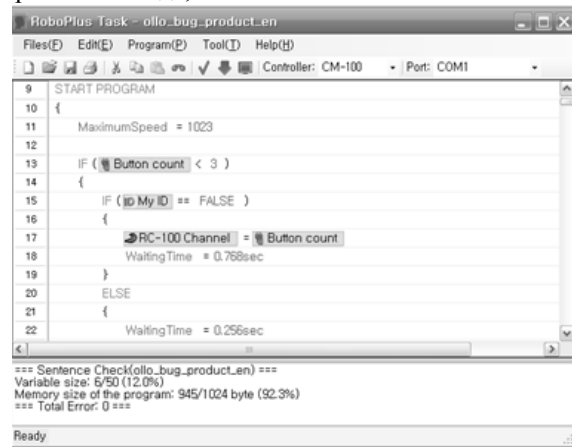 RoboPlus Task - ollo_bug_product_en
Files(F) Edit(E) Program(P) Tool(T) Help(H)
Controller: CM-100 Port: COM1
9 START PROGRAM
10 {
11 MaximumSpeed = 1023
12
13 IF ( Button count < 3 )
14 {
15 IF ( ID My ID == FALSE )
16 {
17 RC-100 Channel = Button count
18 WaitingTime = 0.768sec
19 }
20 ELSE
21 {
22 WaitingTime = 0.256sec
=== Sentence Check(ollo_bug_product_en) ===
Variable size: 6/50 (12.0%)
Memory size of the program: 945/1024 byte (92.3%)
=== Total Error: 0 ===
Ready